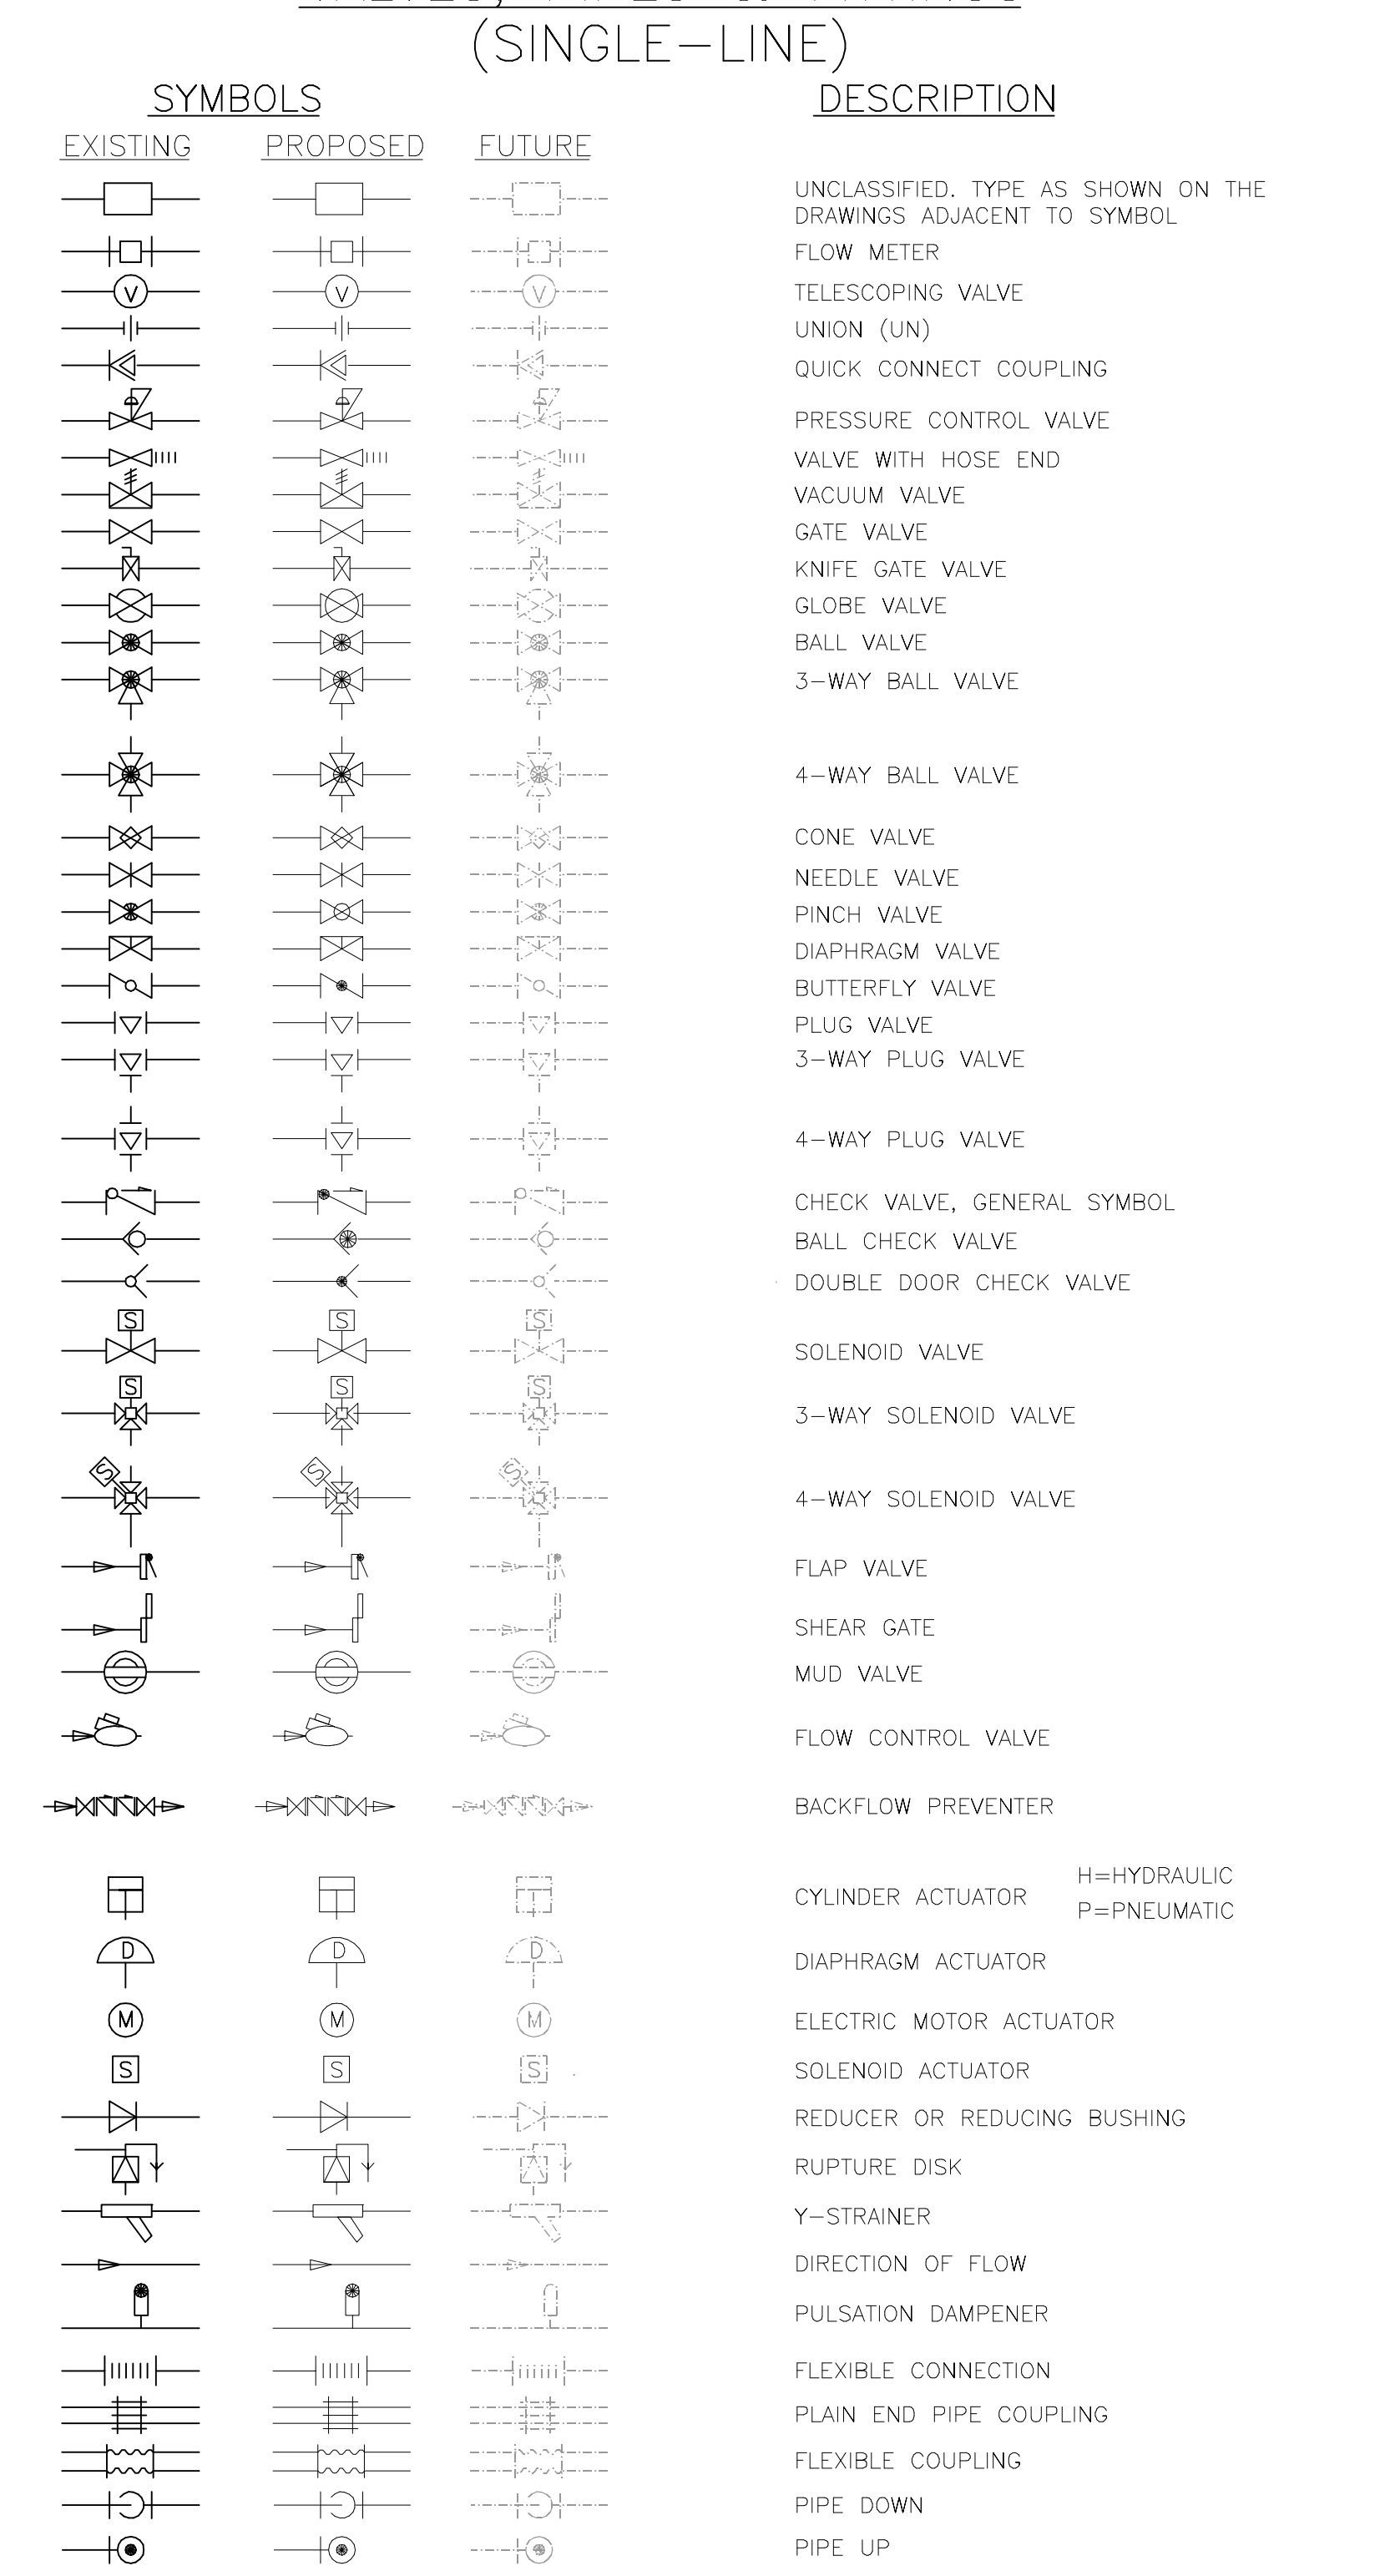 (SINGLE-LINE)
SYMBOLS DESCRIPTION
EXISTING PROPOSED FUTURE
UNCLASSIFIED. TYPE AS SHOWN ON THE
DRAWINGS ADJACENT TO SYMBOL
FLOW METER
V V V TELESCOPING VALVE
UNION (UN)
QUICK CONNECT COUPLING
PRESSURE CONTROL VALVE
VALVE WITH HOSE END
VACUUM VALVE
GATE VALVE
KNIFE GATE VALVE
GLOBE VALVE
BALL VALVE
3-WAY BALL VALVE
4-WAY BALL VALVE
CONE VALVE
NEEDLE VALVE
PINCH VALVE
DIAPHRAGM VALVE
BUTTERFLY VALVE
PLUG VALVE
3-WAY PLUG VALVE
4-WAY PLUG VALVE
CHECK VALVE, GENERAL SYMBOL
BALL CHECK VALVE
DOUBLE DOOR CHECK VALVE
S S S SOLENOID VALVE
S S S 3-WAY SOLENOID VALVE
S S S 4-WAY SOLENOID VALVE
FLAP VALVE
SHEAR GATE
MUD VALVE
FLOW CONTROL VALVE
BACKFLOW PREVENTER
CYLINDER ACTUATOR H=HYDRAULIC
P=PNEUMATIC
D D D DIAPHRAGM ACTUATOR
M M M ELECTRIC MOTOR ACTUATOR
S S S SOLENOID ACTUATOR
REDUCER OR REDUCING BUSHING
RUPTURE DISK
Y-STRAINER
DIRECTION OF FLOW
PULSATION DAMPENER
FLEXIBLE CONNECTION
PLAIN END PIPE COUPLING
FLEXIBLE COUPLING
PIPE DOWN
PIPE UP